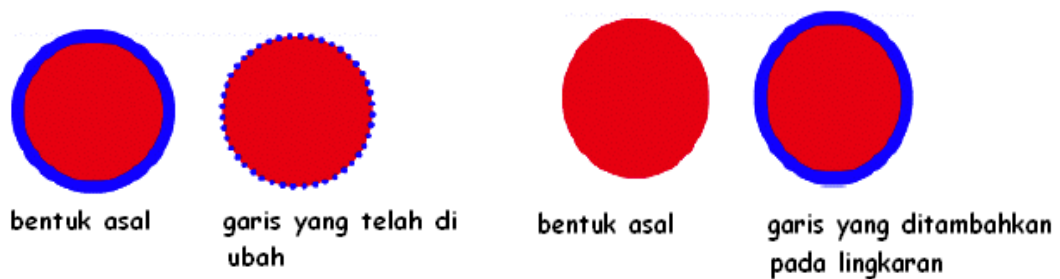 bentuk asal
garis yang telah di
ubah
bentuk asal
garis yang ditambahkan
pada lingkaran